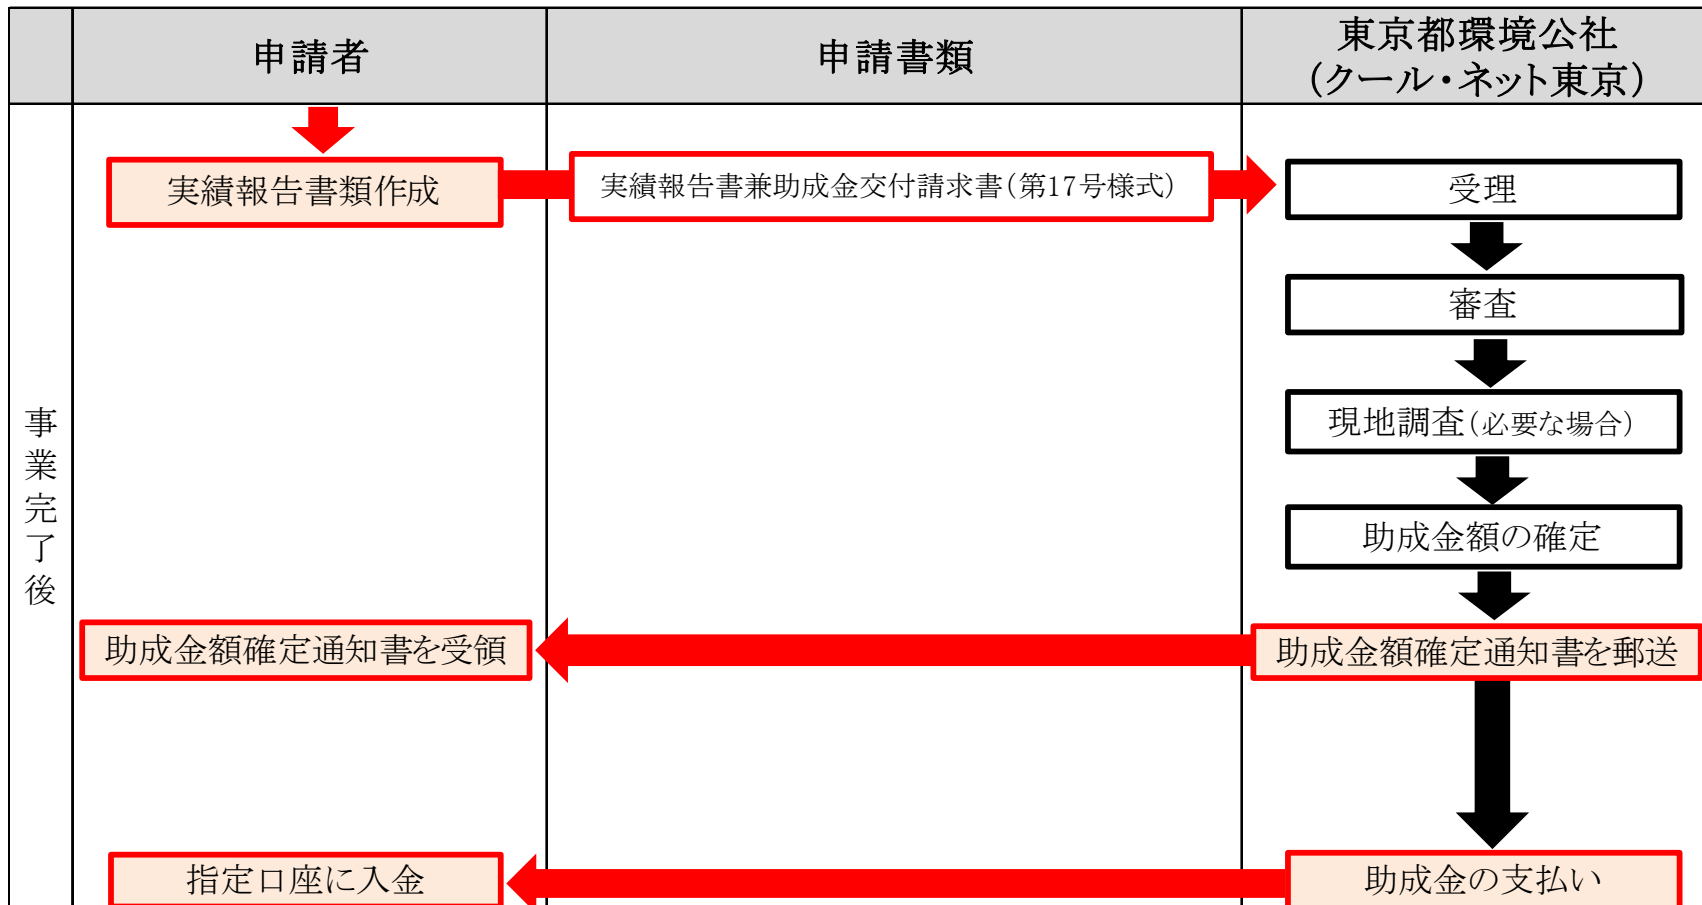 申請者
申請書類
東京都環境公社
(クール・ネット東京)
事業完了後
実績報告書類作成
実績報告書兼助成金交付請求書(第17号様式)
受理
審査
現地調査(必要な場合)
助成金額の確定
助成金額確定通知書を受領
助成金額確定通知書を郵送
指定口座に入金
助成金の支払い